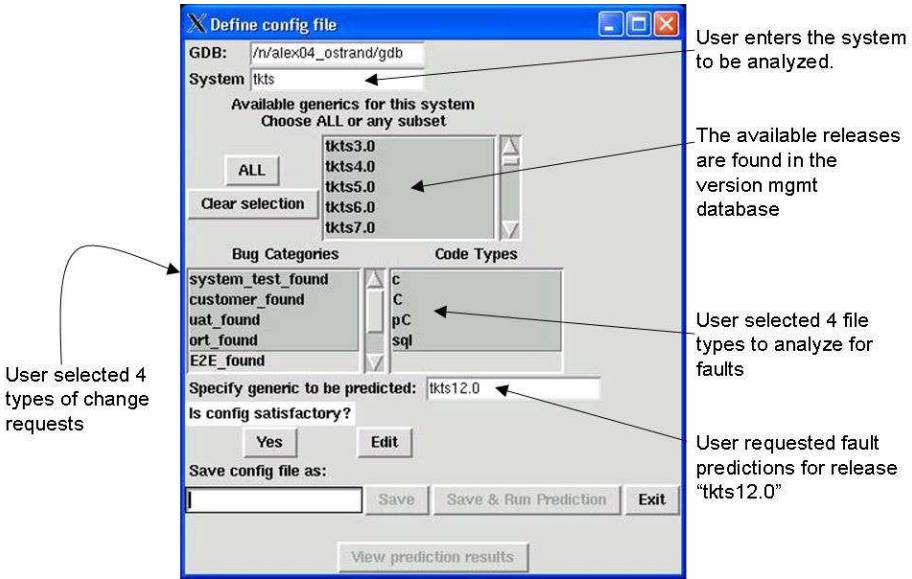 Define config file
GDB: /n/alex04_ostrand/gdb
System tkts
Available generics for this system
Choose ALL or any subset
ALL
Clear selection
tkts3.0
tkts4.0
tkts5.0
tkts6.0
tkts7.0
Bug Categories
Code Types
system_test_found
customer_found
uat_found
ort_found
E2E_found
c
C
pC
sql
Specify generic to be predicted: tkts12.0
Is config satisfactory?
Yes Edit
Save config file as:
Save Save & Run Prediction Exit
View prediction results
User enters the system
to be analyzed.
The available releases
are found in the
version mgmt
database
User selected 4 file
types to analyze for
faults
User requested fault
predictions for release
“tkts12.0”
User selected 4
types of change
requests